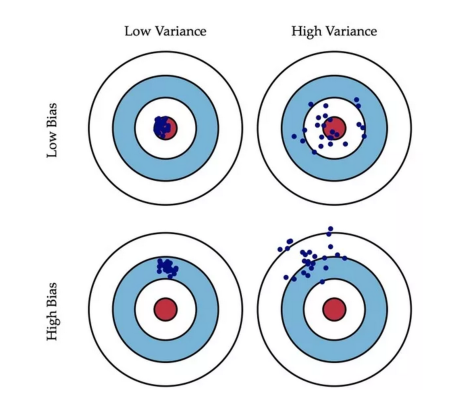 Low Variance
High Variance
Low Bias
High Bias